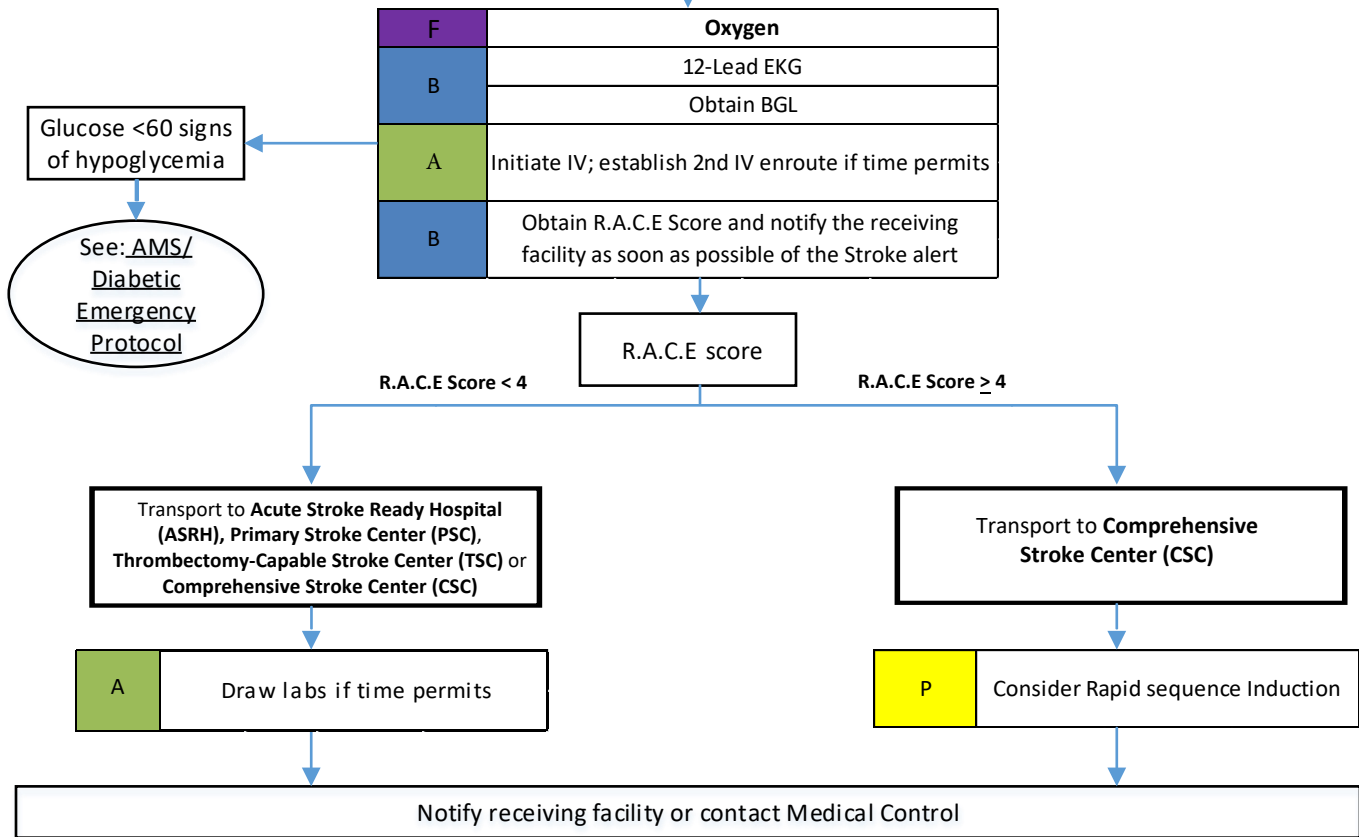 F
Oxygen
B
12-Lead EKG
Obtain BGL
Glucose <60 signs
of hypoglycemia
A
Initiate IV; establish 2nd IV enroute if time permits
B
Obtain R.A.C.E Score and notify the receiving
facility as soon as possible of the Stroke alert
See: AMS/
Diabetic
Emergency
Protocol
R.A.C.E score
R.A.C.E Score < 4
R.A.C.E Score ≥ 4
Transport to Acute Stroke Ready Hospital
(ASRH), Primary Stroke Center (PSC),
Thrombectomy-Capable Stroke Center (TSC) or
Comprehensive Stroke Center (CSC)
Transport to Comprehensive
Stroke Center (CSC)
A
Draw labs if time permits
P
Consider Rapid sequence Induction
Notify receiving facility or contact Medical Control